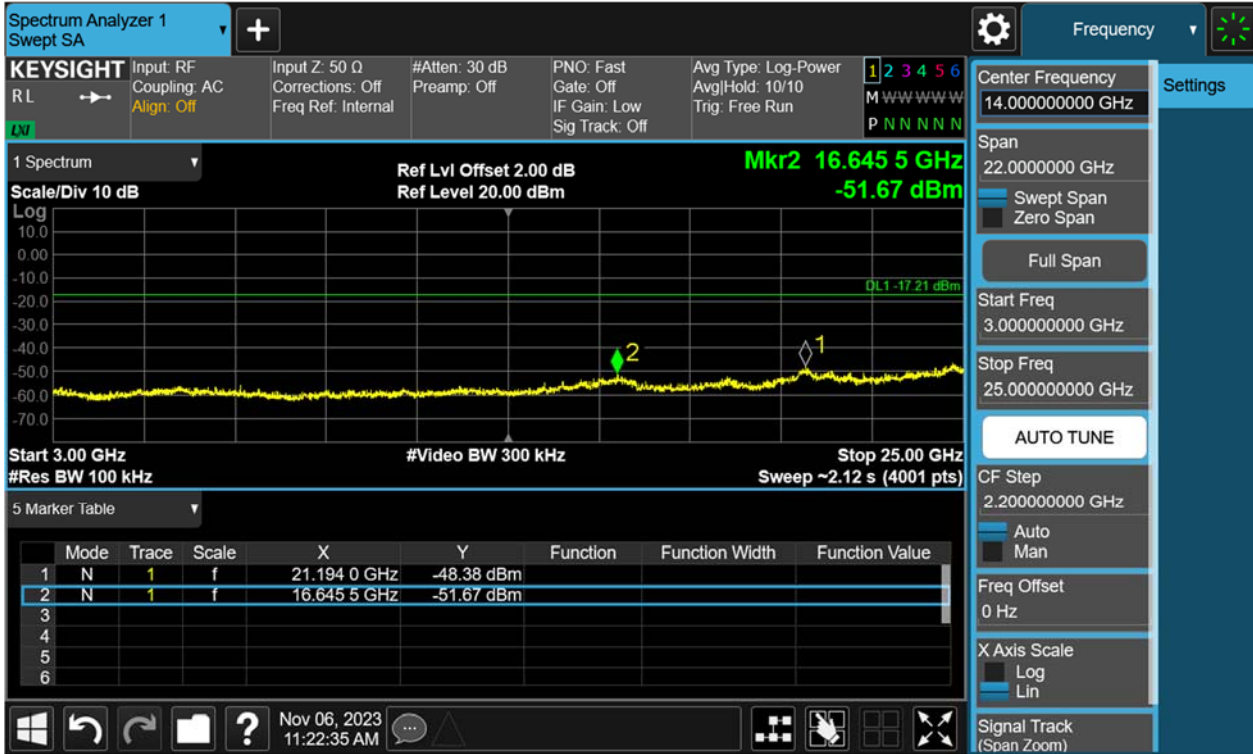 Spectrum Analyzer 1
Swept SA
Frequency
KEYSIGHT
RL
LXI
Input: RF
Coupling: AC
Align: Off
Input Z: 50 Ω
Corrections: Off
Freq Ref: Internal
#Atten: 30 dB
Preamp: Off
PNO: Fast
Gate: Off
IF Gain: Low
Sig Track: Off
Avg Type: Log-Power
Avg|Hold: 10/10
Trig: Free Run
1 2 3 4 5 6
M W W W W W
P N N N N N
1 Spectrum
Scale/Div 10 dB
Ref Lvl Offset 2.00 dB
Ref Level 20.00 dBm
Mkr2 16.645 5 GHz
-51.67 dBm
Log
10.0
0.00
-10.0
-20.0
-30.0
-40.0
-50.0
-60.0
-70.0
DL1 -17.21 dBm
2
1
Start 3.00 GHz
#Video BW 300 kHz
Stop 25.00 GHz
#Res BW 100 kHz
Sweep ~2.12 s (4001 pts)
5 Marker Table
Mode Trace Scale X Y Function Function Width Function Value
1 N 1 f 21.194 0 GHz -48.38 dBm
2 N 1 f 16.645 5 GHz -51.67 dBm
3
4
5
6
?
Nov 06, 2023
11:22:35 AM
Center Frequency
14.000000000 GHz
Span
22.0000000 GHz
Swept Span
Zero Span
Full Span
Start Freq
3.000000000 GHz
Stop Freq
25.000000000 GHz
AUTO TUNE
CF Step
2.200000000 GHz
Auto
Man
Freq Offset
0 Hz
X Axis Scale
Log
Lin
Signal Track
(Span Zoom)
Settings